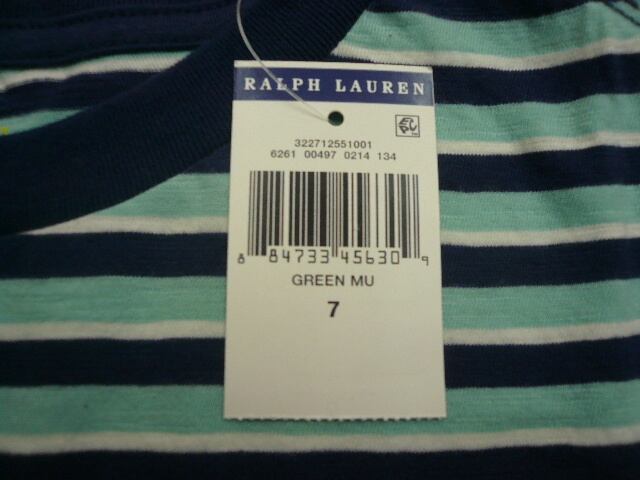 RALPH LAUREN
322712551001
6261 00497 0214 134
8 84733 45630 9
GREEN MU
7